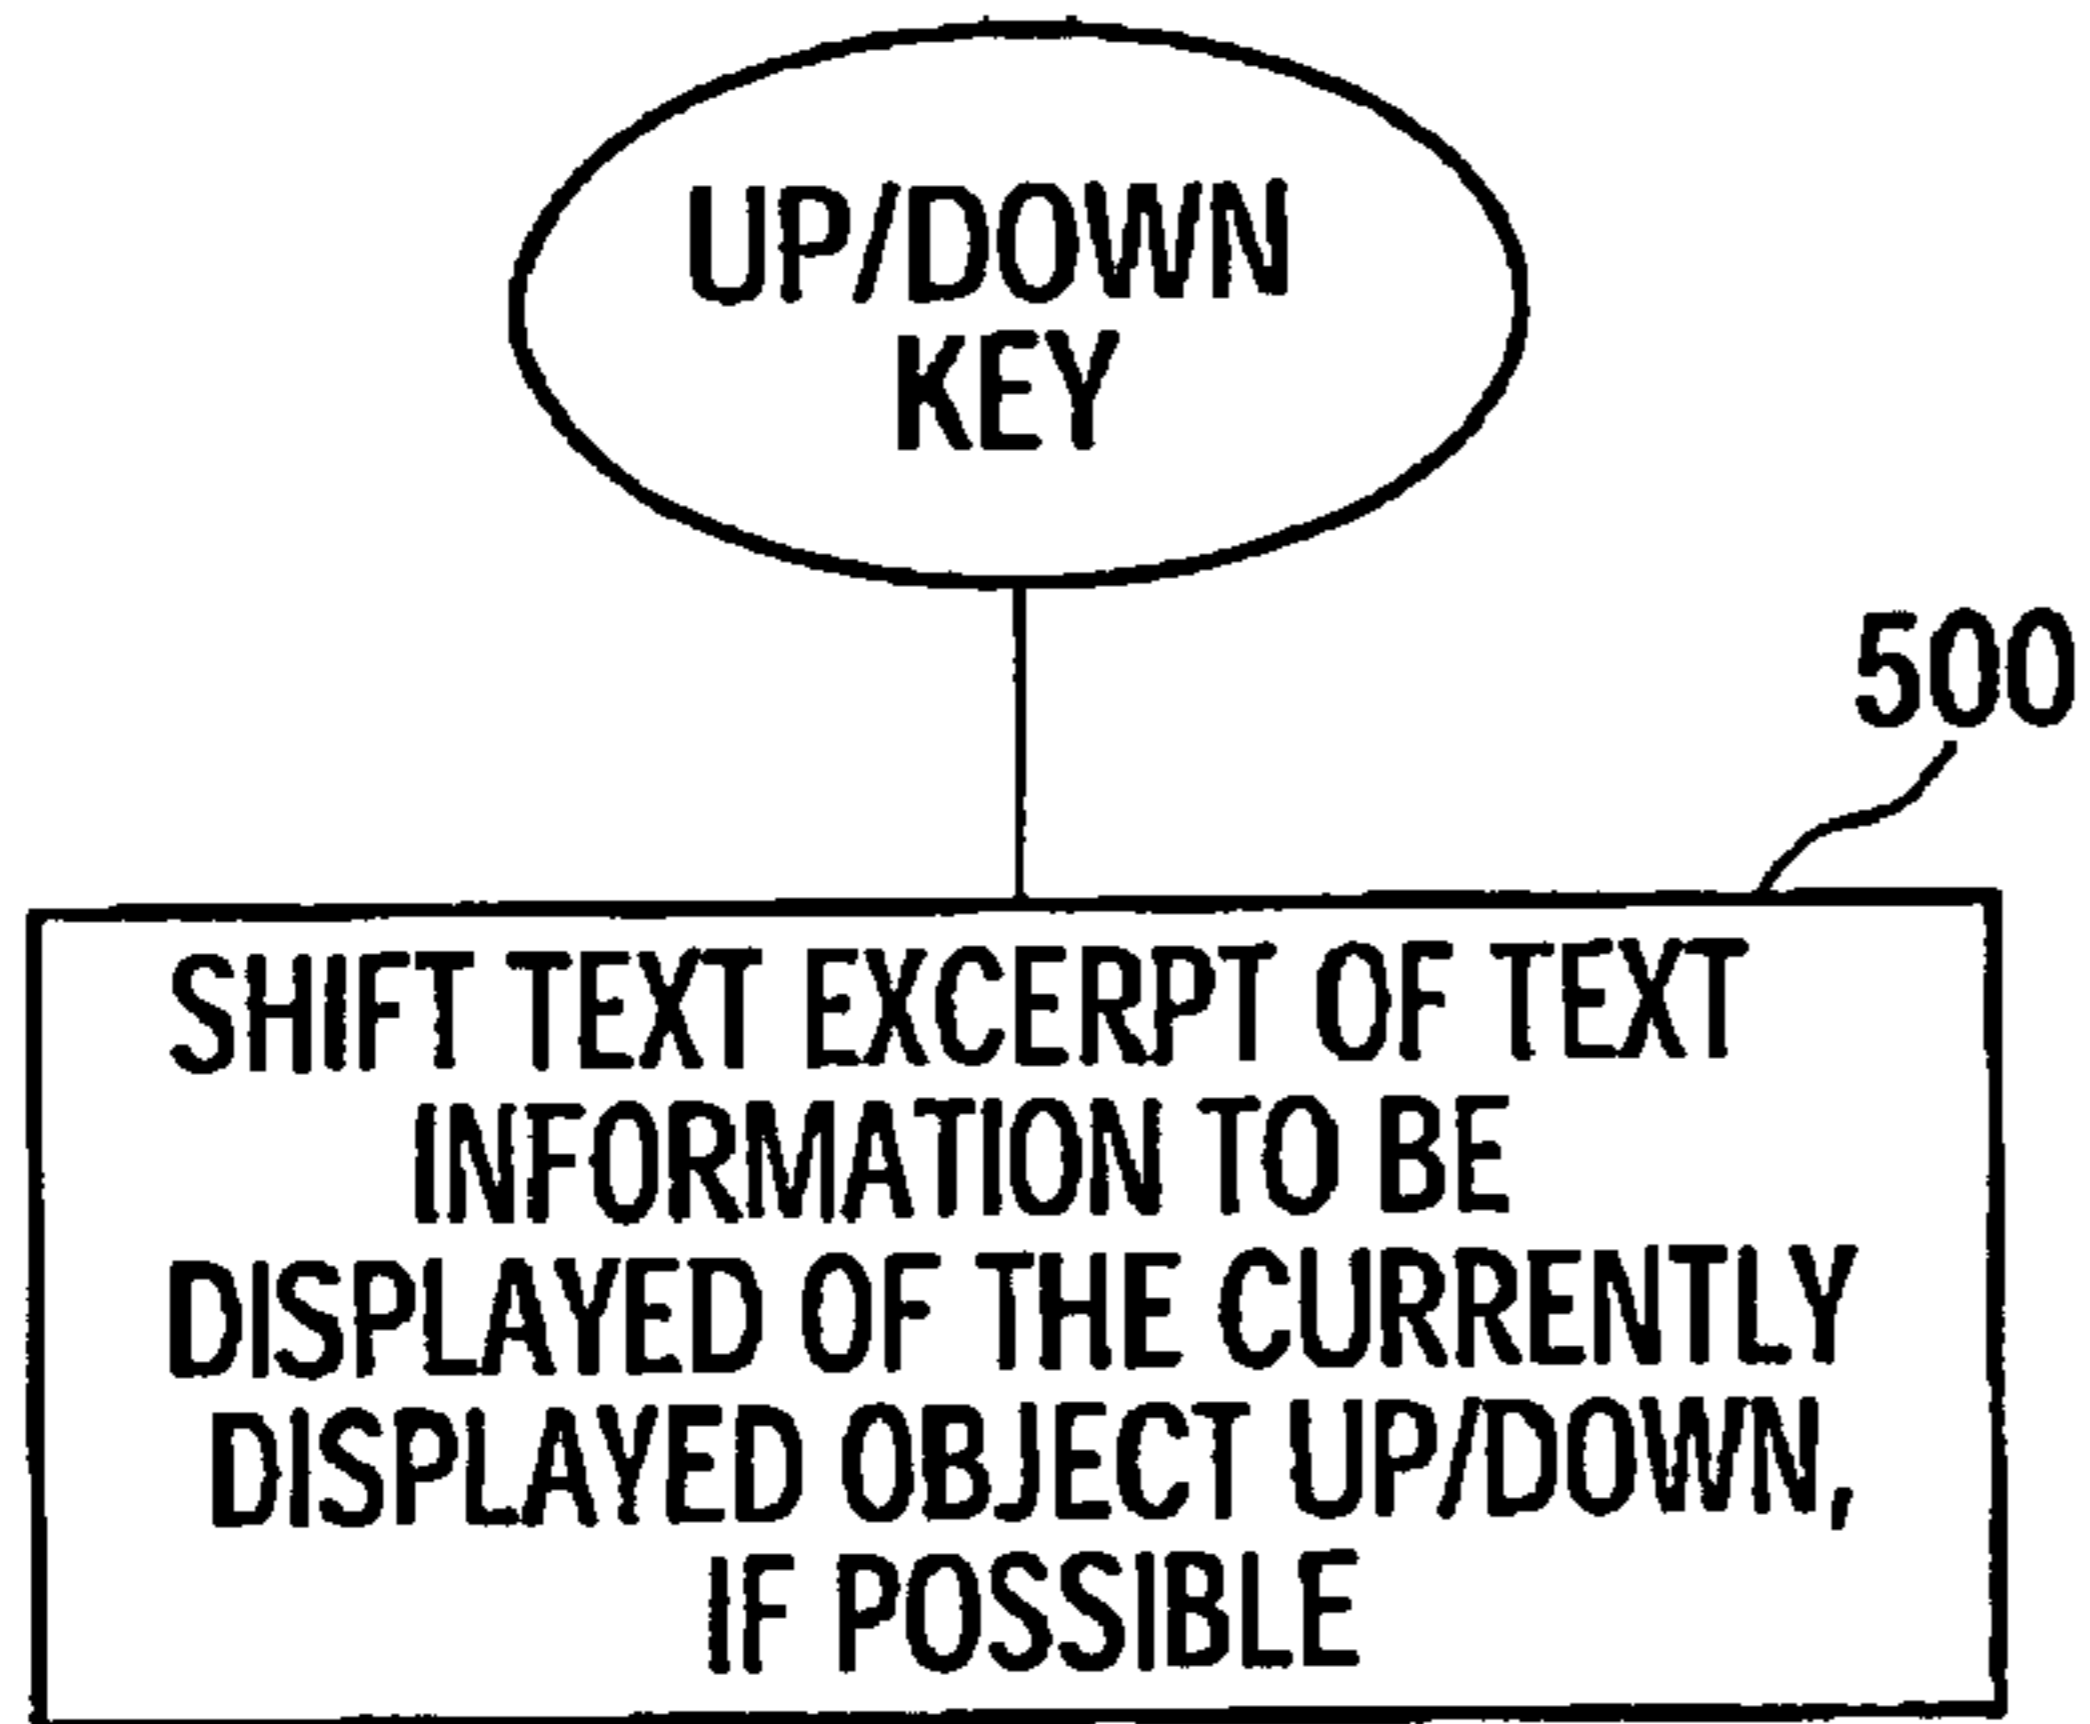 UP/DOWN
KEY
500
SHIFT TEXT EXCERPT OF TEXT
INFORMATION TO BE
DISPLAYED OF THE CURRENTLY
DISPLAYED OBJECT UP/DOWN,
IF POSSIBLE